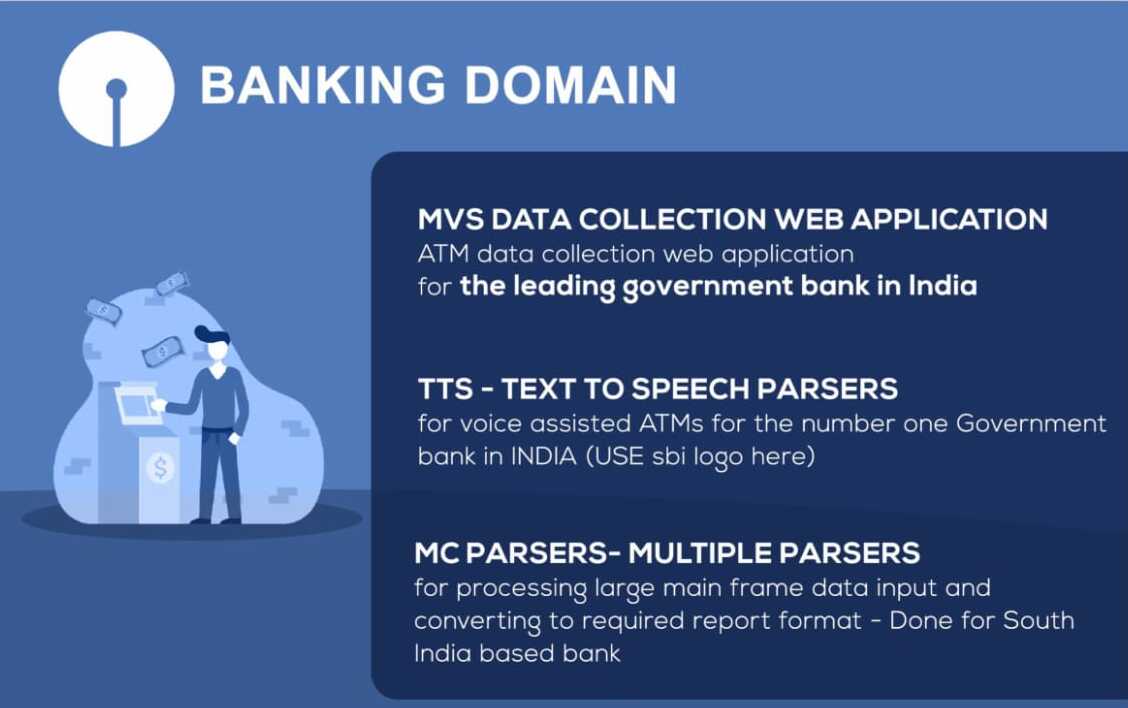 BANKING DOMAIN
MVS DATA COLLECTION WEB APPLICATION
ATM data collection web application
for the leading government bank in India
TTS - TEXT TO SPEECH PARSERS
for voice assisted ATMs for the number one Government
bank in INDIA (USE sbi logo here)
MC PARSERS- MULTIPLE PARSERS
for processing large main frame data input and
converting to required report format - Done for South
India based bank
$
$
$
$